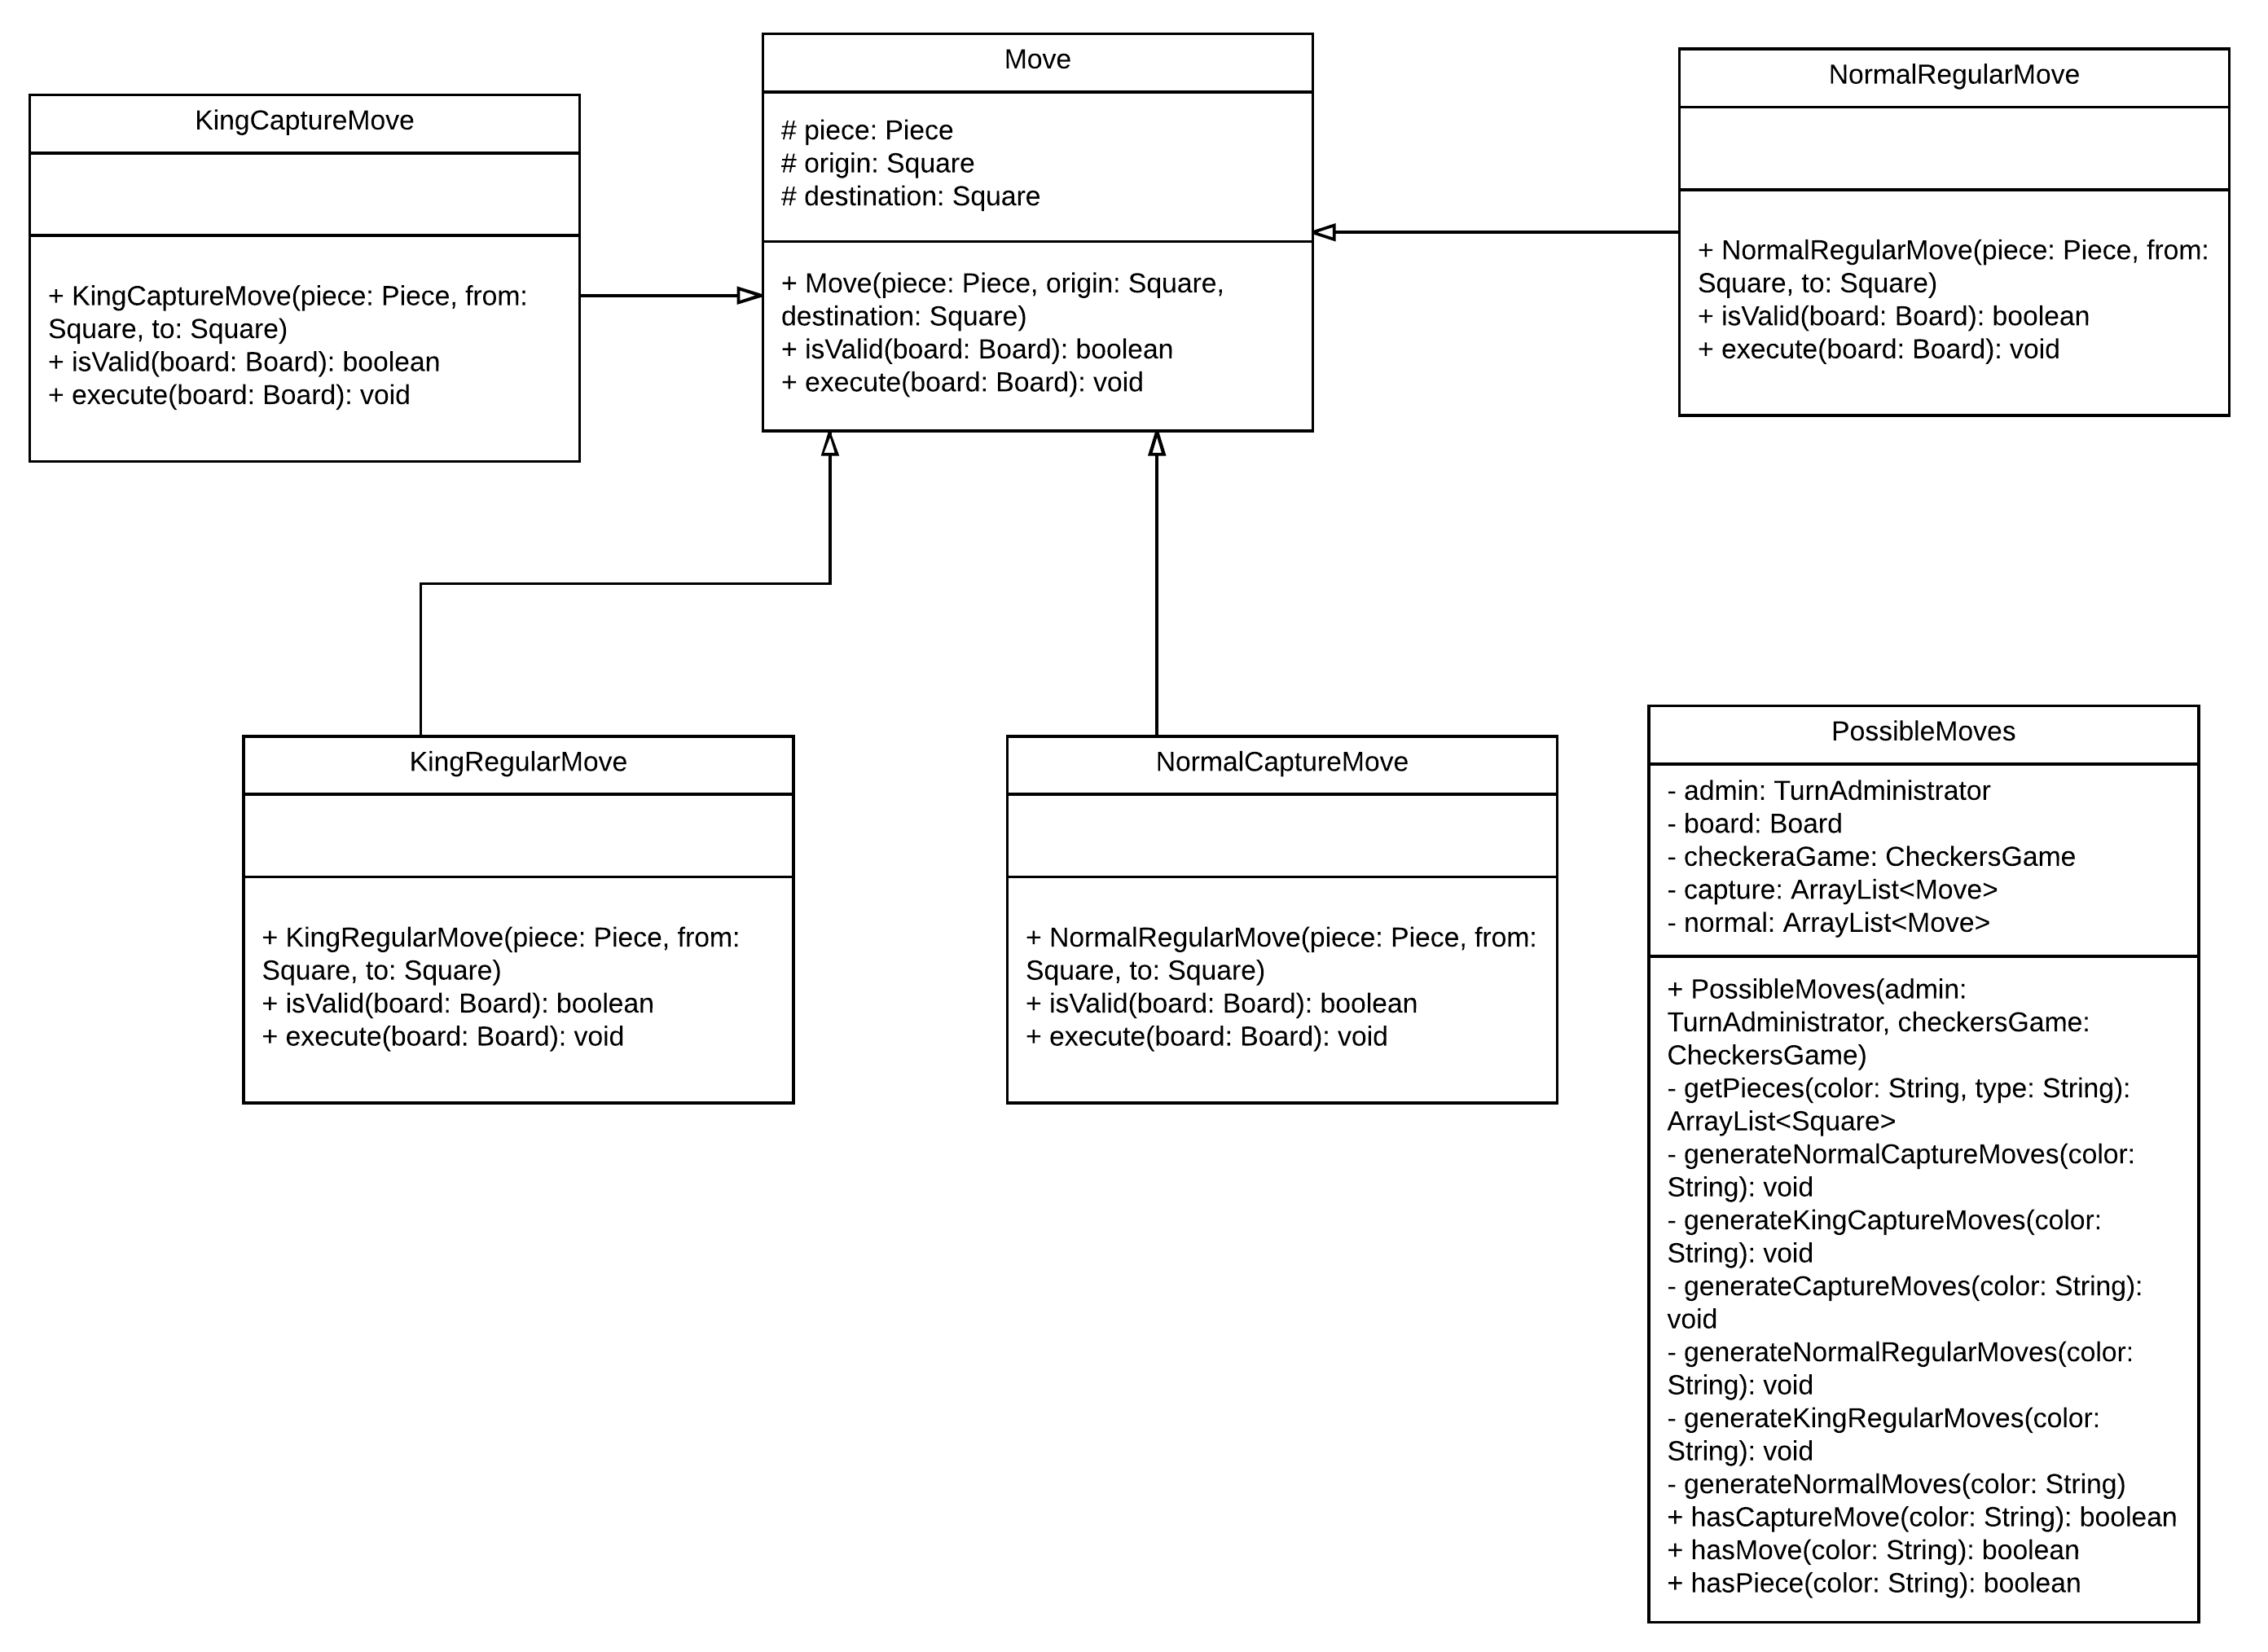 KingCaptureMove
+ KingCaptureMove(piece: Piece, from:
Square, to: Square)
+ isValid(board: Board): boolean
+ execute(board: Board): void
Move
# piece: Piece
# origin: Square
# destination: Square
+ Move(piece: Piece, origin: Square,
destination: Square)
+ isValid(board: Board): boolean
+ execute(board: Board): void
NormalRegularMove
+ NormalRegularMove(piece: Piece, from:
Square, to: Square)
+ isValid(board: Board): boolean
+ execute(board: Board): void
KingRegularMove
+ KingRegularMove(piece: Piece, from:
Square, to: Square)
+ isValid(board: Board): boolean
+ execute(board: Board): void
NormalCaptureMove
+ NormalRegularMove(piece: Piece, from:
Square, to: Square)
+ isValid(board: Board): boolean
+ execute(board: Board): void
PossibleMoves
- admin: TurnAdministrator
- board: Board
- checkeraGame: CheckersGame
- capture: ArrayList<Move>
- normal: ArrayList<Move>
+ PossibleMoves(admin:
TurnAdministrator, checkersGame:
CheckersGame)
- getPieces(color: String, type: String):
ArrayList<Square>
- generateNormalCaptureMoves(color:
String): void
- generateKingCaptureMoves(color:
String): void
- generateCaptureMoves(color: String):
void
- generateNormalRegularMoves(color:
String): void
- generateKingRegularMoves(color:
String): void
- generateNormalMoves(color: String)
+ hasCaptureMove(color: String): boolean
+ hasMove(color: String): boolean
+ hasPiece(color: String): boolean